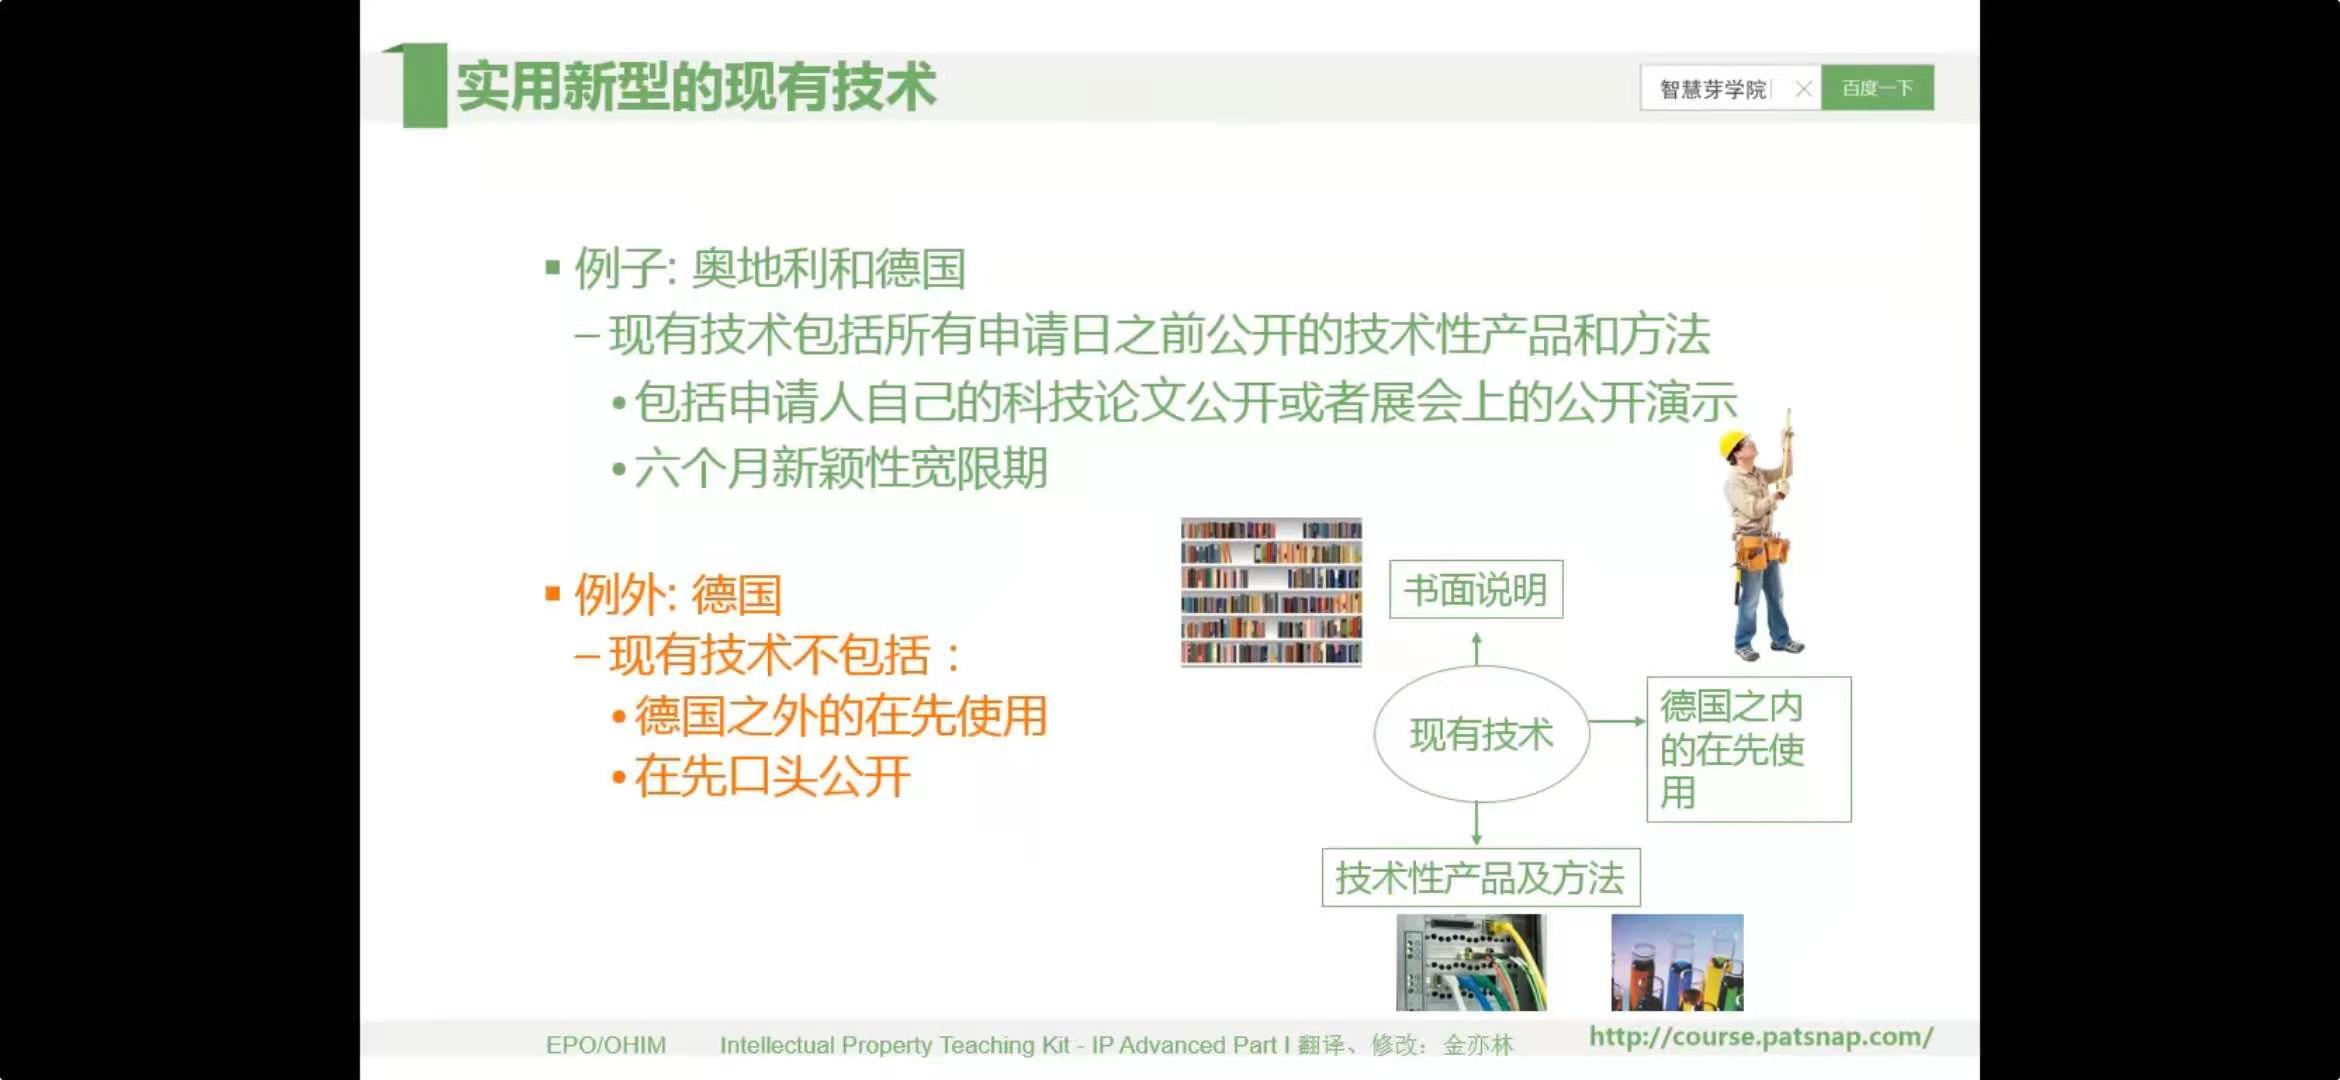 实用新型的现有技术
智慧芽学院
百度一下
例子: 奥地利和德国
– 现有技术包括所有申请日之前公开的技术性产品和方法
• 包括申请人自己的科技论文公开或者展会上的公开演示
• 六个月新颖性宽限期
例外: 德国
– 现有技术不包括：
• 德国之外的在先使用
• 在先口头公开
书面说明
现有技术
德国之内
的在先使
用
技术性产品及方法
EPO/OHIM
Intellectual Property Teaching Kit - IP Advanced Part I 翻译、修改：金亦林
http://course.patsnap.com/